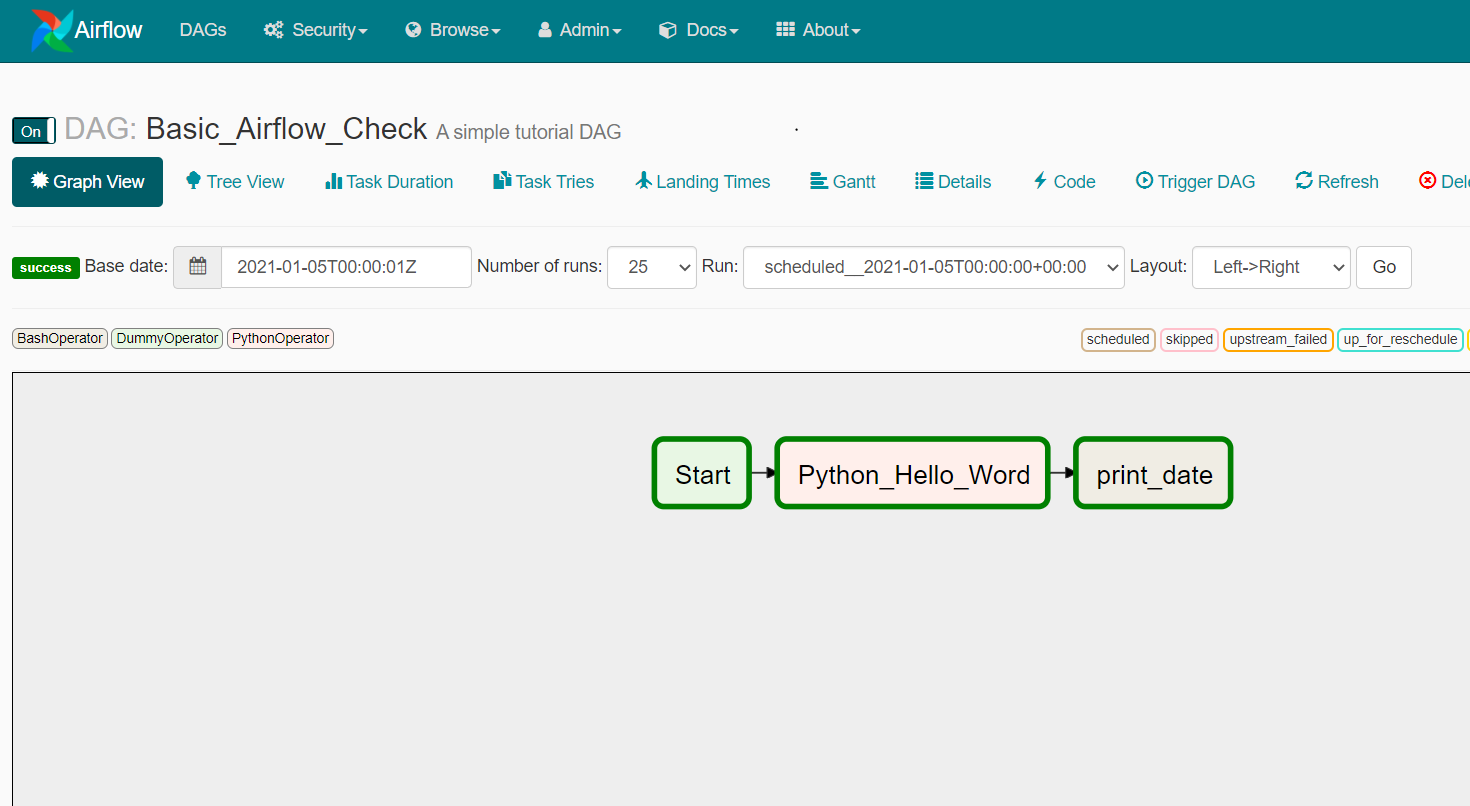 Airflow DAGs Security Browse Admin Docs About
On DAG: Basic_Airflow_Check A simple tutorial DAG
Graph View Tree View Task Duration Task Tries Landing Times Gantt Details Code Trigger DAG Refresh
success Base date: 2021-01-05T00:00:01Z Number of runs: 25 Run: scheduled__2021-01-05T00:00:00+00:00 Layout: Left->Right Go
BashOperator DummyOperator PythonOperator scheduled skipped upstream_failed up_for_reschedule
Start Python_Hello_Word print_date